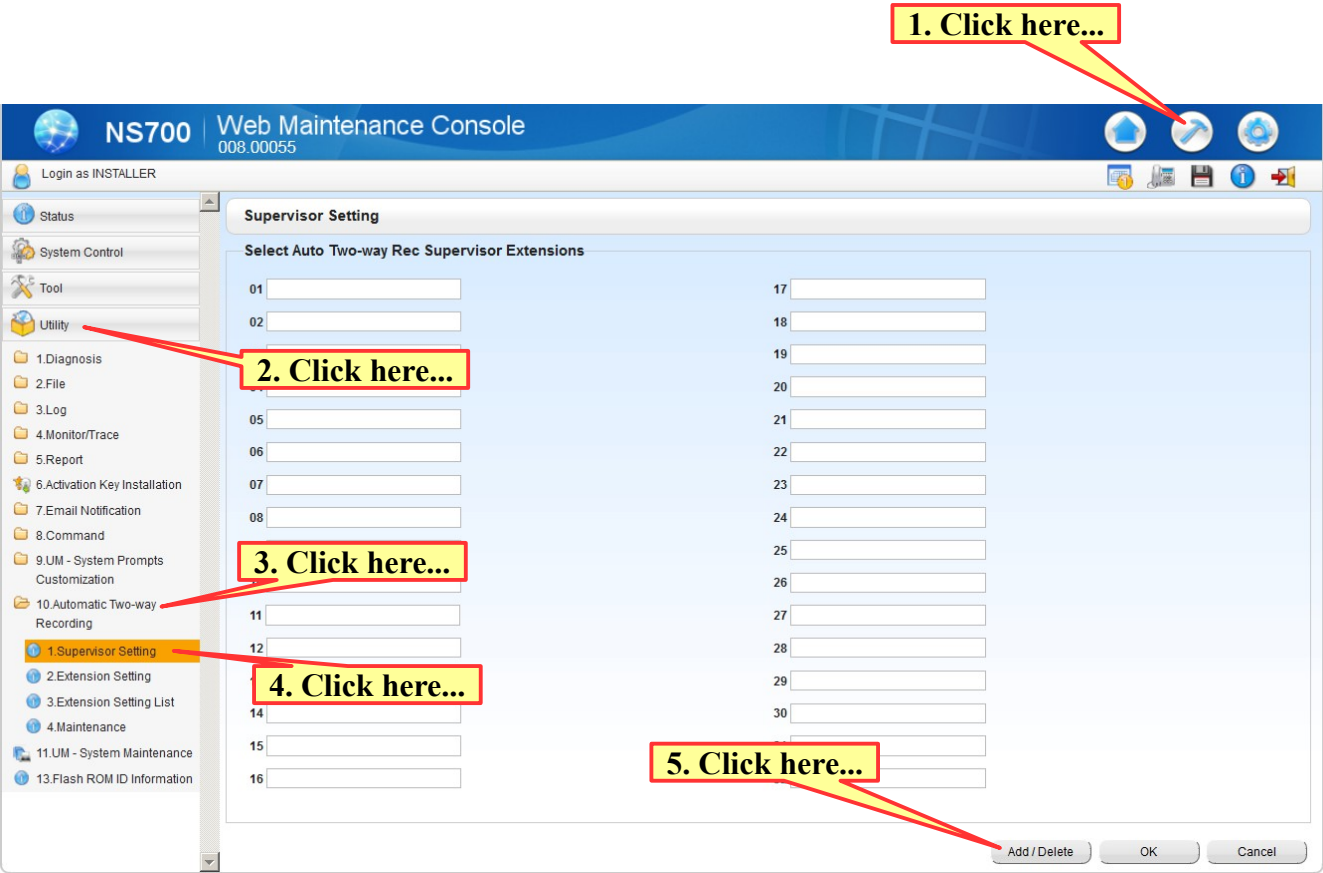 1. Click here...
NS700
Web Maintenance Console
008.00055
Login as INSTALLER
Status
System Control
Tool
Utility
1.Diagnosis
2.File
3.Log
4.Monitor/Trace
5.Report
6.Activation Key Installation
7.Email Notification
8.Command
9.UM - System Prompts
Customization
10.Automatic Two-way
Recording
1.Supervisor Setting
2.Extension Setting
3.Extension Setting List
4.Maintenance
11.UM - System Maintenance
13.Flash ROM ID Information
Supervisor Setting
Select Auto Two-way Rec Supervisor Extensions
01
02
2. Click here...
05
06
07
08
3. Click here...
11
12
4. Click here...
14
15
16
17
18
19
20
21
22
23
24
25
26
27
28
29
30
5. Click here...
Add / Delete
OK
Cancel